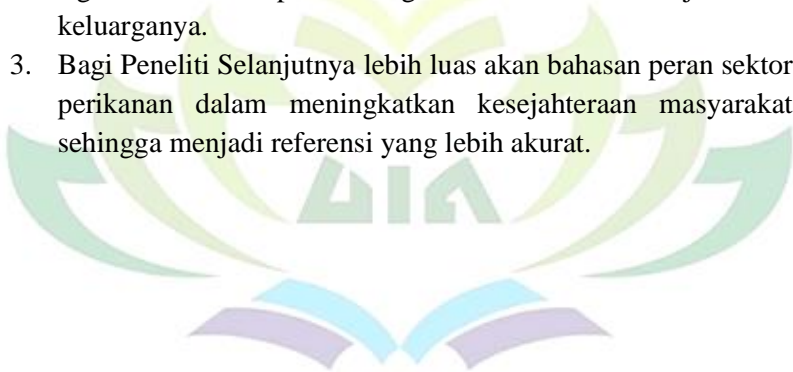 keluarganya.
3. Bagi Peneliti Selanjutnya lebih luas akan bahasan peran sektor
perikanan dalam meningkatkan kesejahteraan masyarakat
sehingga menjadi referensi yang lebih akurat.
UIN